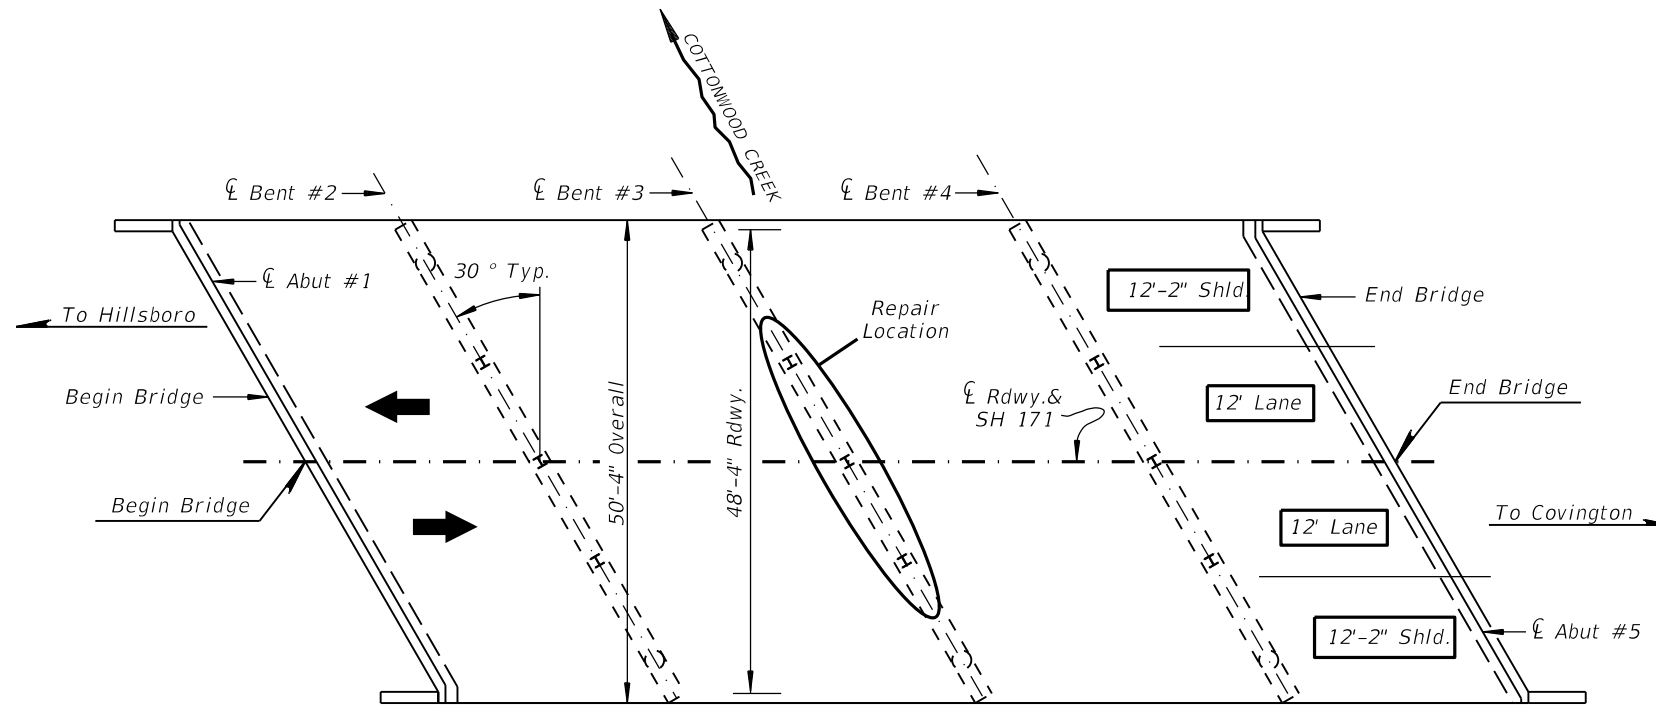 COTTONWOOD CREEK
℄ Bent #2
℄ Bent #3
℄ Bent #4
℄ Abut #1
30 ° Typ.
12'-2" Shld.
End Bridge
To Hillsboro
Repair
Location
Begin Bridge
50'-4" Overall
48'-4" Rdwy.
℄ Rdwy.&
SH 171
12' Lane
End Bridge
Begin Bridge
12' Lane
To Covington
12'-2" Shld.
℄ Abut #5